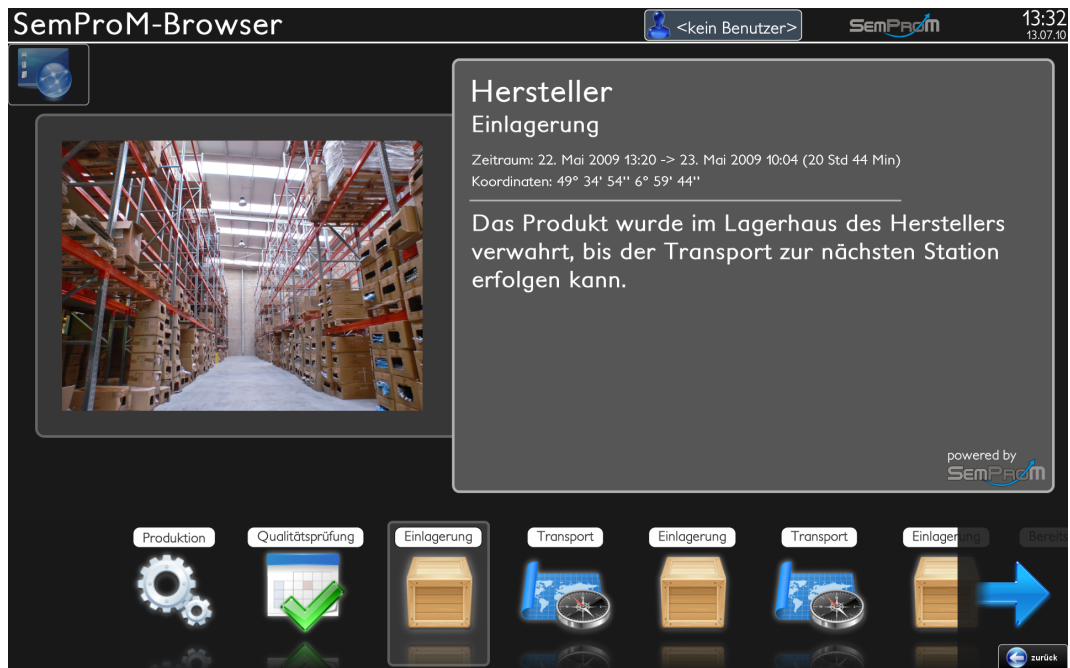 SemProM-Browser
<kein Benutzer>
SEMPROM
13:32
13.07.10
Hersteller
Einlagerung
Zeitraum: 22. Mai 2009 13:20 -> 23. Mai 2009 10:04 (20 Std 44 Min)
Koordinaten: 49° 34' 54'' 6° 59' 44''
Das Produkt wurde im Lagerhaus des Herstellers
verwahrt, bis der Transport zur nächsten Station
erfolgen kann.
powered by
SEMPROM
Produktion
Qualitätsprüfung
Einlagerung
Transport
Einlagerung
Transport
Einlagerung
Bereits
zurück